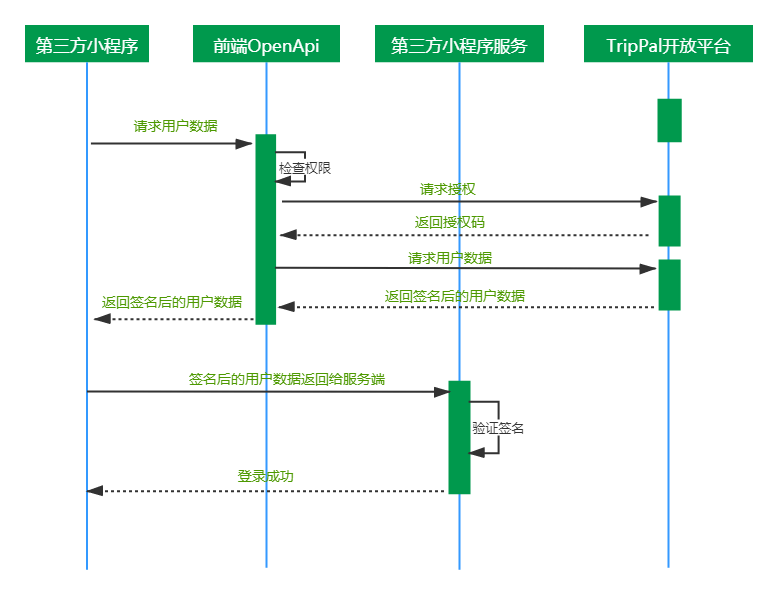 第三方小程序
前端OpenApi
第三方小程序服务
TripPal开放平台
请求用户数据
检查权限
请求授权
返回授权码
请求用户数据
返回签名后的用户数据
返回签名后的用户数据
签名后的用户数据返回给服务端
验证签名
登录成功